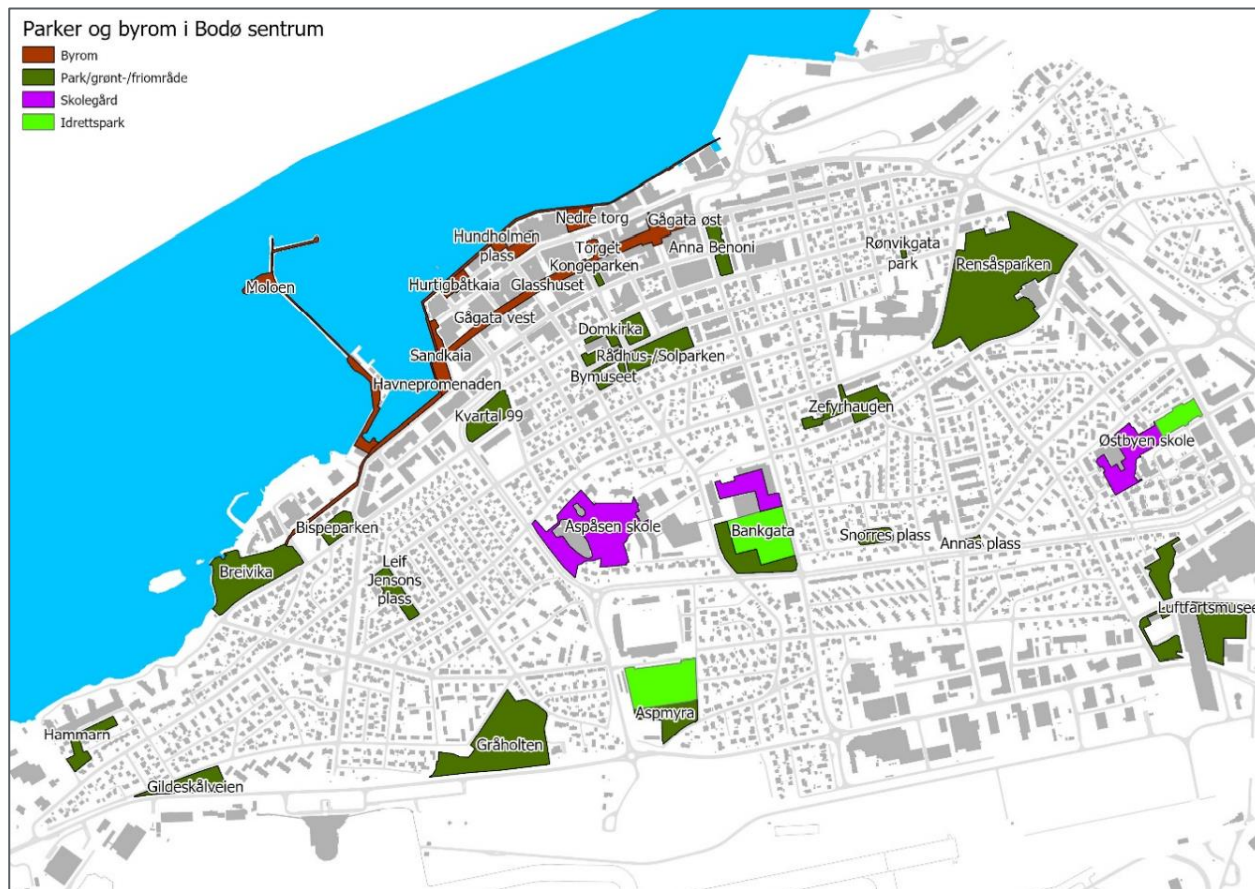 Parker og byrom i Bodø sentrum
Byrom
Park/grønt-/friområde
Skolegård
Idrettspark
Nedre torg
Gågata øst
Hundholmen
plass
Torget
Anna Benoni
Rønvikgata
park
Kongeparken
Rensåsparken
Moloen
Hurtigbåtkaia
Glasshuset
Gågata vest
Domkirka
Sandkaia
Rådhus-/Solparken
Bymuseet
Havnepromenaden
Kvartal 99
Zefyrhaugen
Østbyen skole
Bispeparken
Aspåsen skole
Bankgata
Snorres plass
Annas plass
Breivika
Leif
Jensons
plass
Luftfartsmusee
Aspmyra
Hammarn
Gråholten
Gildeskålveien